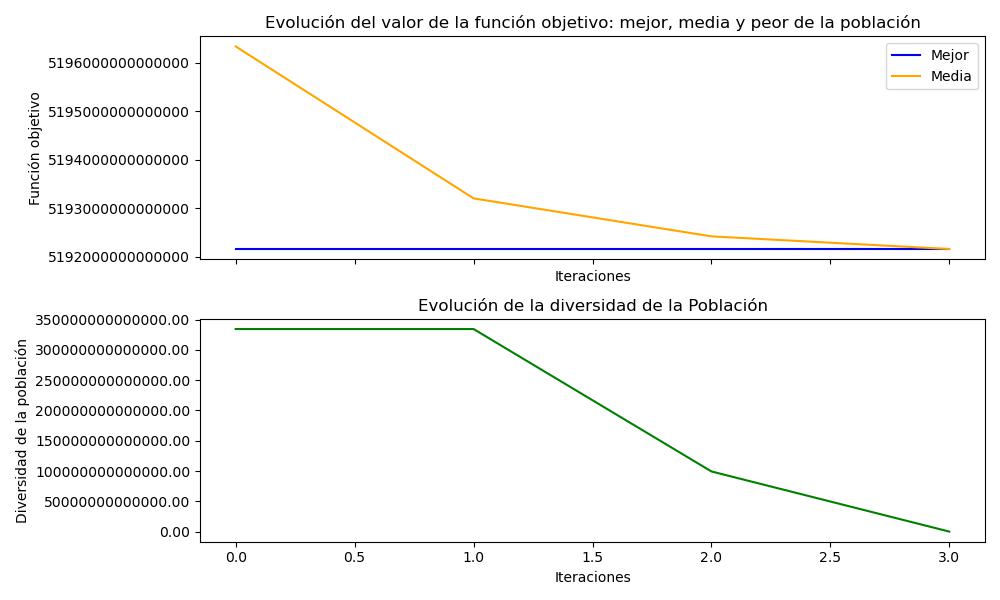 Evolución del valor de la función objetivo: mejor, media y peor de la población
Función objetivo
5196000000000000
5195000000000000
5194000000000000
5193000000000000
5192000000000000
Mejor
Media
Iteraciones
Evolución de la diversidad de la Población
Diversidad de la población
350000000000000.00
300000000000000.00
250000000000000.00
200000000000000.00
150000000000000.00
100000000000000.00
50000000000000.00
0.00
0.0 0.5 1.0 1.5 2.0 2.5 3.0
Iteraciones